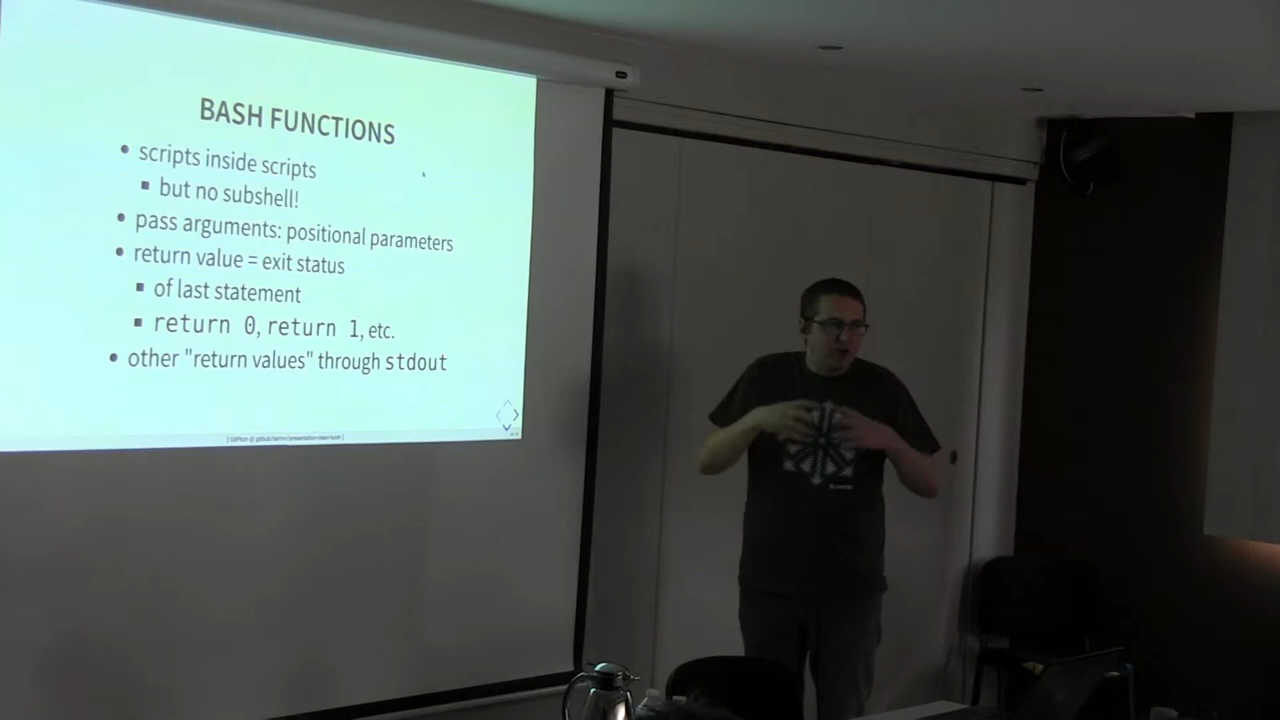 BASH FUNCTIONS
• scripts inside scripts
▪ but no subshell!
• pass arguments: positional parameters
• return value = exit status
▪ of last statement
▪ return 0, return 1, etc.
• other "return values" through stdout